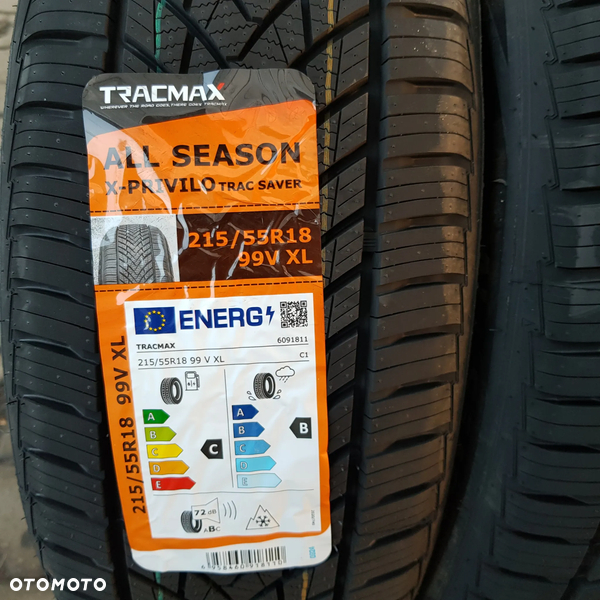 TRACMAX
WHEREVER THE ROAD GOES, THERE GOES TRACMAX
ALL SEASON
X-PRIVILO TRAC SAVER
215/55R18
99V XL
215/55R18 99V XL
ENERG
TRACMAX 6091811
215/55R18 99 V XL C1
A
B
C
D
E
C
A
B
C
D
E
B
72 dB
ABC
OTOMOTO